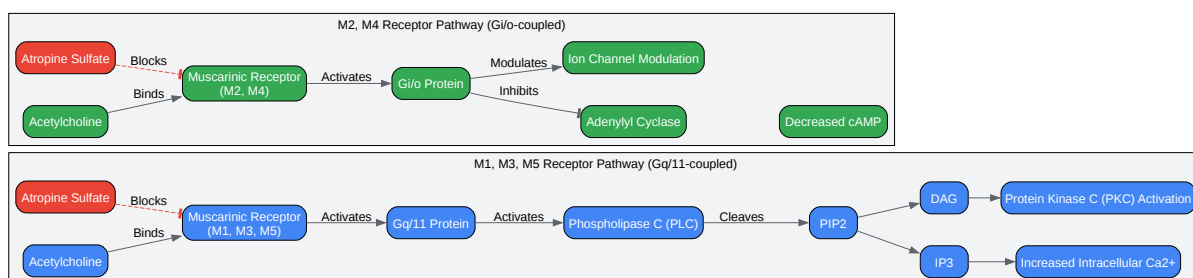 M2, M4 Receptor Pathway (Gi/o-coupled)
Atropine Sulfate
Blocks
Muscarinic Receptor
(M2, M4)
Binds
Acetylcholine
Activates
Gi/o Protein
Modulates
Ion Channel Modulation
Inhibits
Adenylyl Cyclase
Decreased cAMP
M1, M3, M5 Receptor Pathway (Gq/11-coupled)
Atropine Sulfate
Blocks
Muscarinic Receptor
(M1, M3, M5)
Binds
Acetylcholine
Activates
Gq/11 Protein
Activates
Phospholipase C (PLC)
Cleaves
PIP2
DAG
Protein Kinase C (PKC) Activation
IP3
Increased Intracellular Ca2+